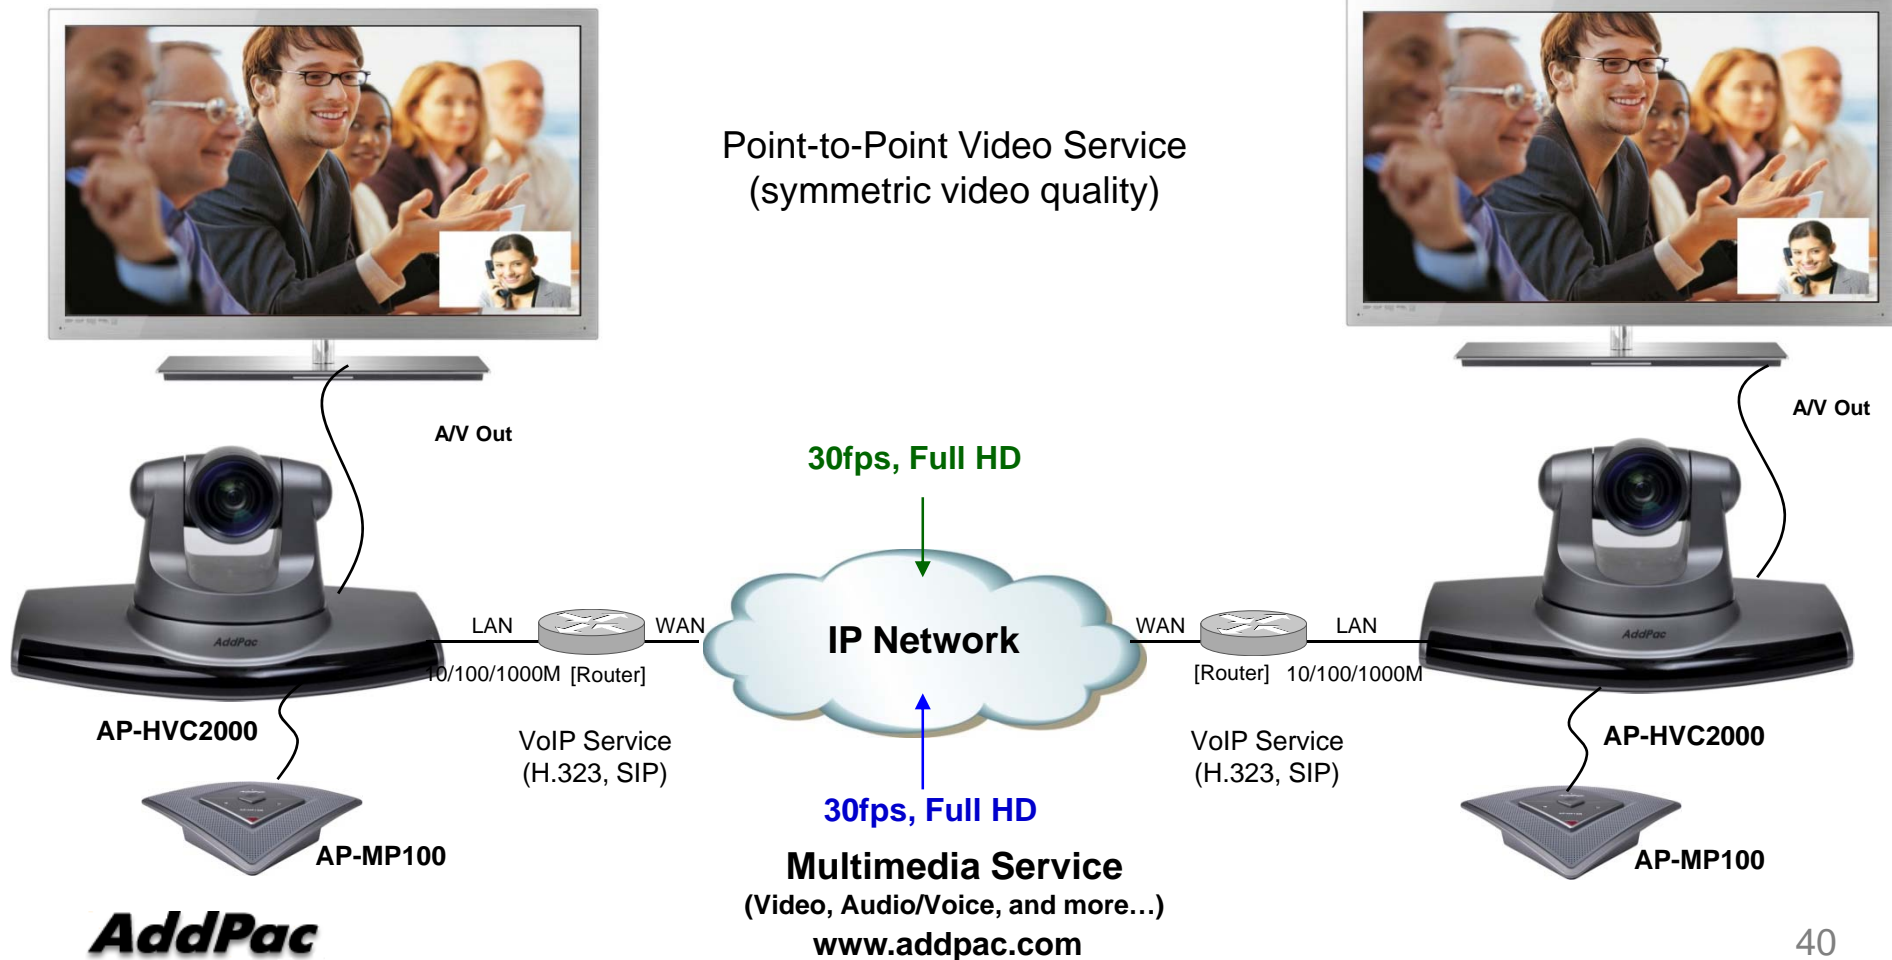 Point-to-Point Video Service
(symmetric video quality)
A/V Out
A/V Out
30fps, Full HD
AddPac
AddPac
LAN
WAN
IP Network
WAN
LAN
10/100/1000M
[Router]
[Router]
10/100/1000M
AP-HVC2000
AP-HVC2000
VoIP Service
(H.323, SIP)
VoIP Service
(H.323, SIP)
30fps, Full HD
AP-MP100
AP-MP100
Multimedia Service
(Video, Audio/Voice, and more…)
www.addpac.com
AddPac
40